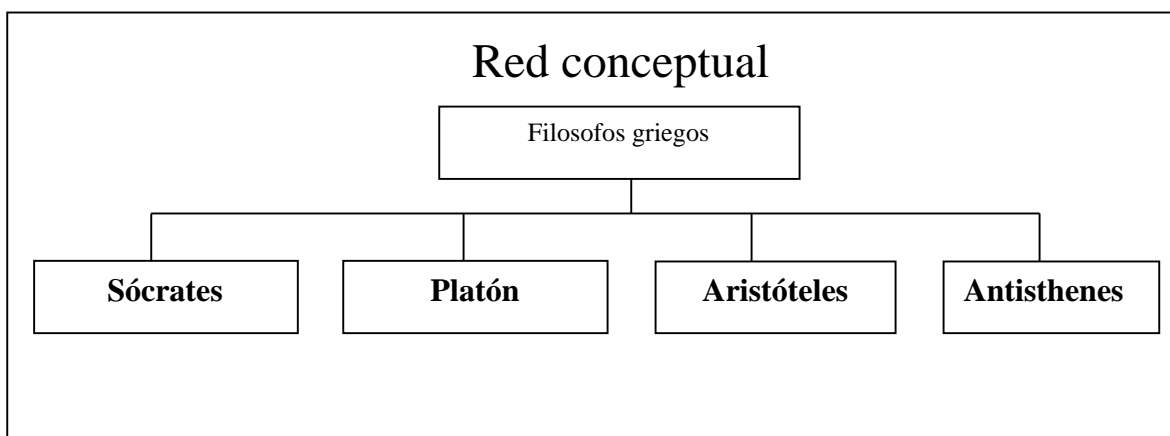 Red conceptual
Filosofos griegos
Sócrates
Platón
Aristóteles
Antisthenes